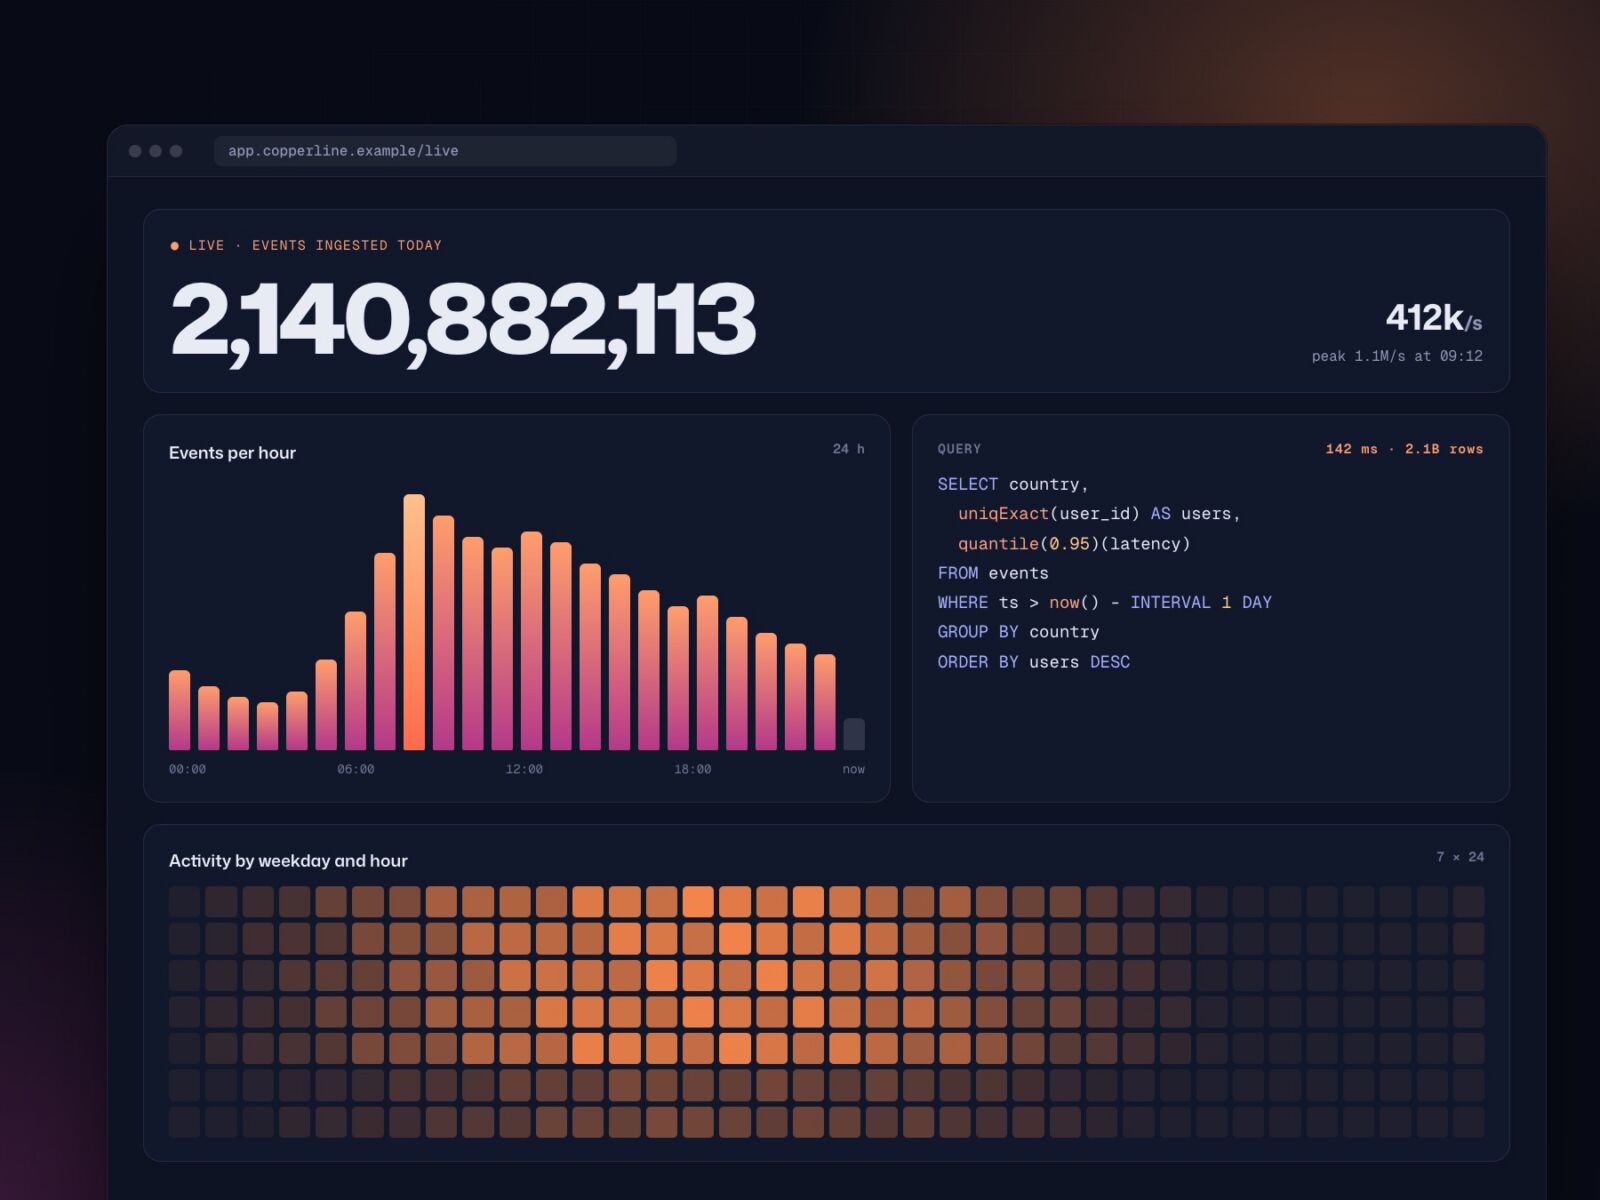 app.copperline.example/live
LIVE · EVENTS INGESTED TODAY
2,140,882,113
412k/s
peak 1.1M/s at 09:12
Events per hour
24 h
00:00 06:00 12:00 18:00 now
QUERY
142 ms · 2.1B rows
SELECT country,
  uniqExact(user_id) AS users,
  quantile(0.95)(latency)
FROM events
WHERE ts > now() - INTERVAL 1 DAY
GROUP BY country
ORDER BY users DESC
Activity by weekday and hour
7 × 24